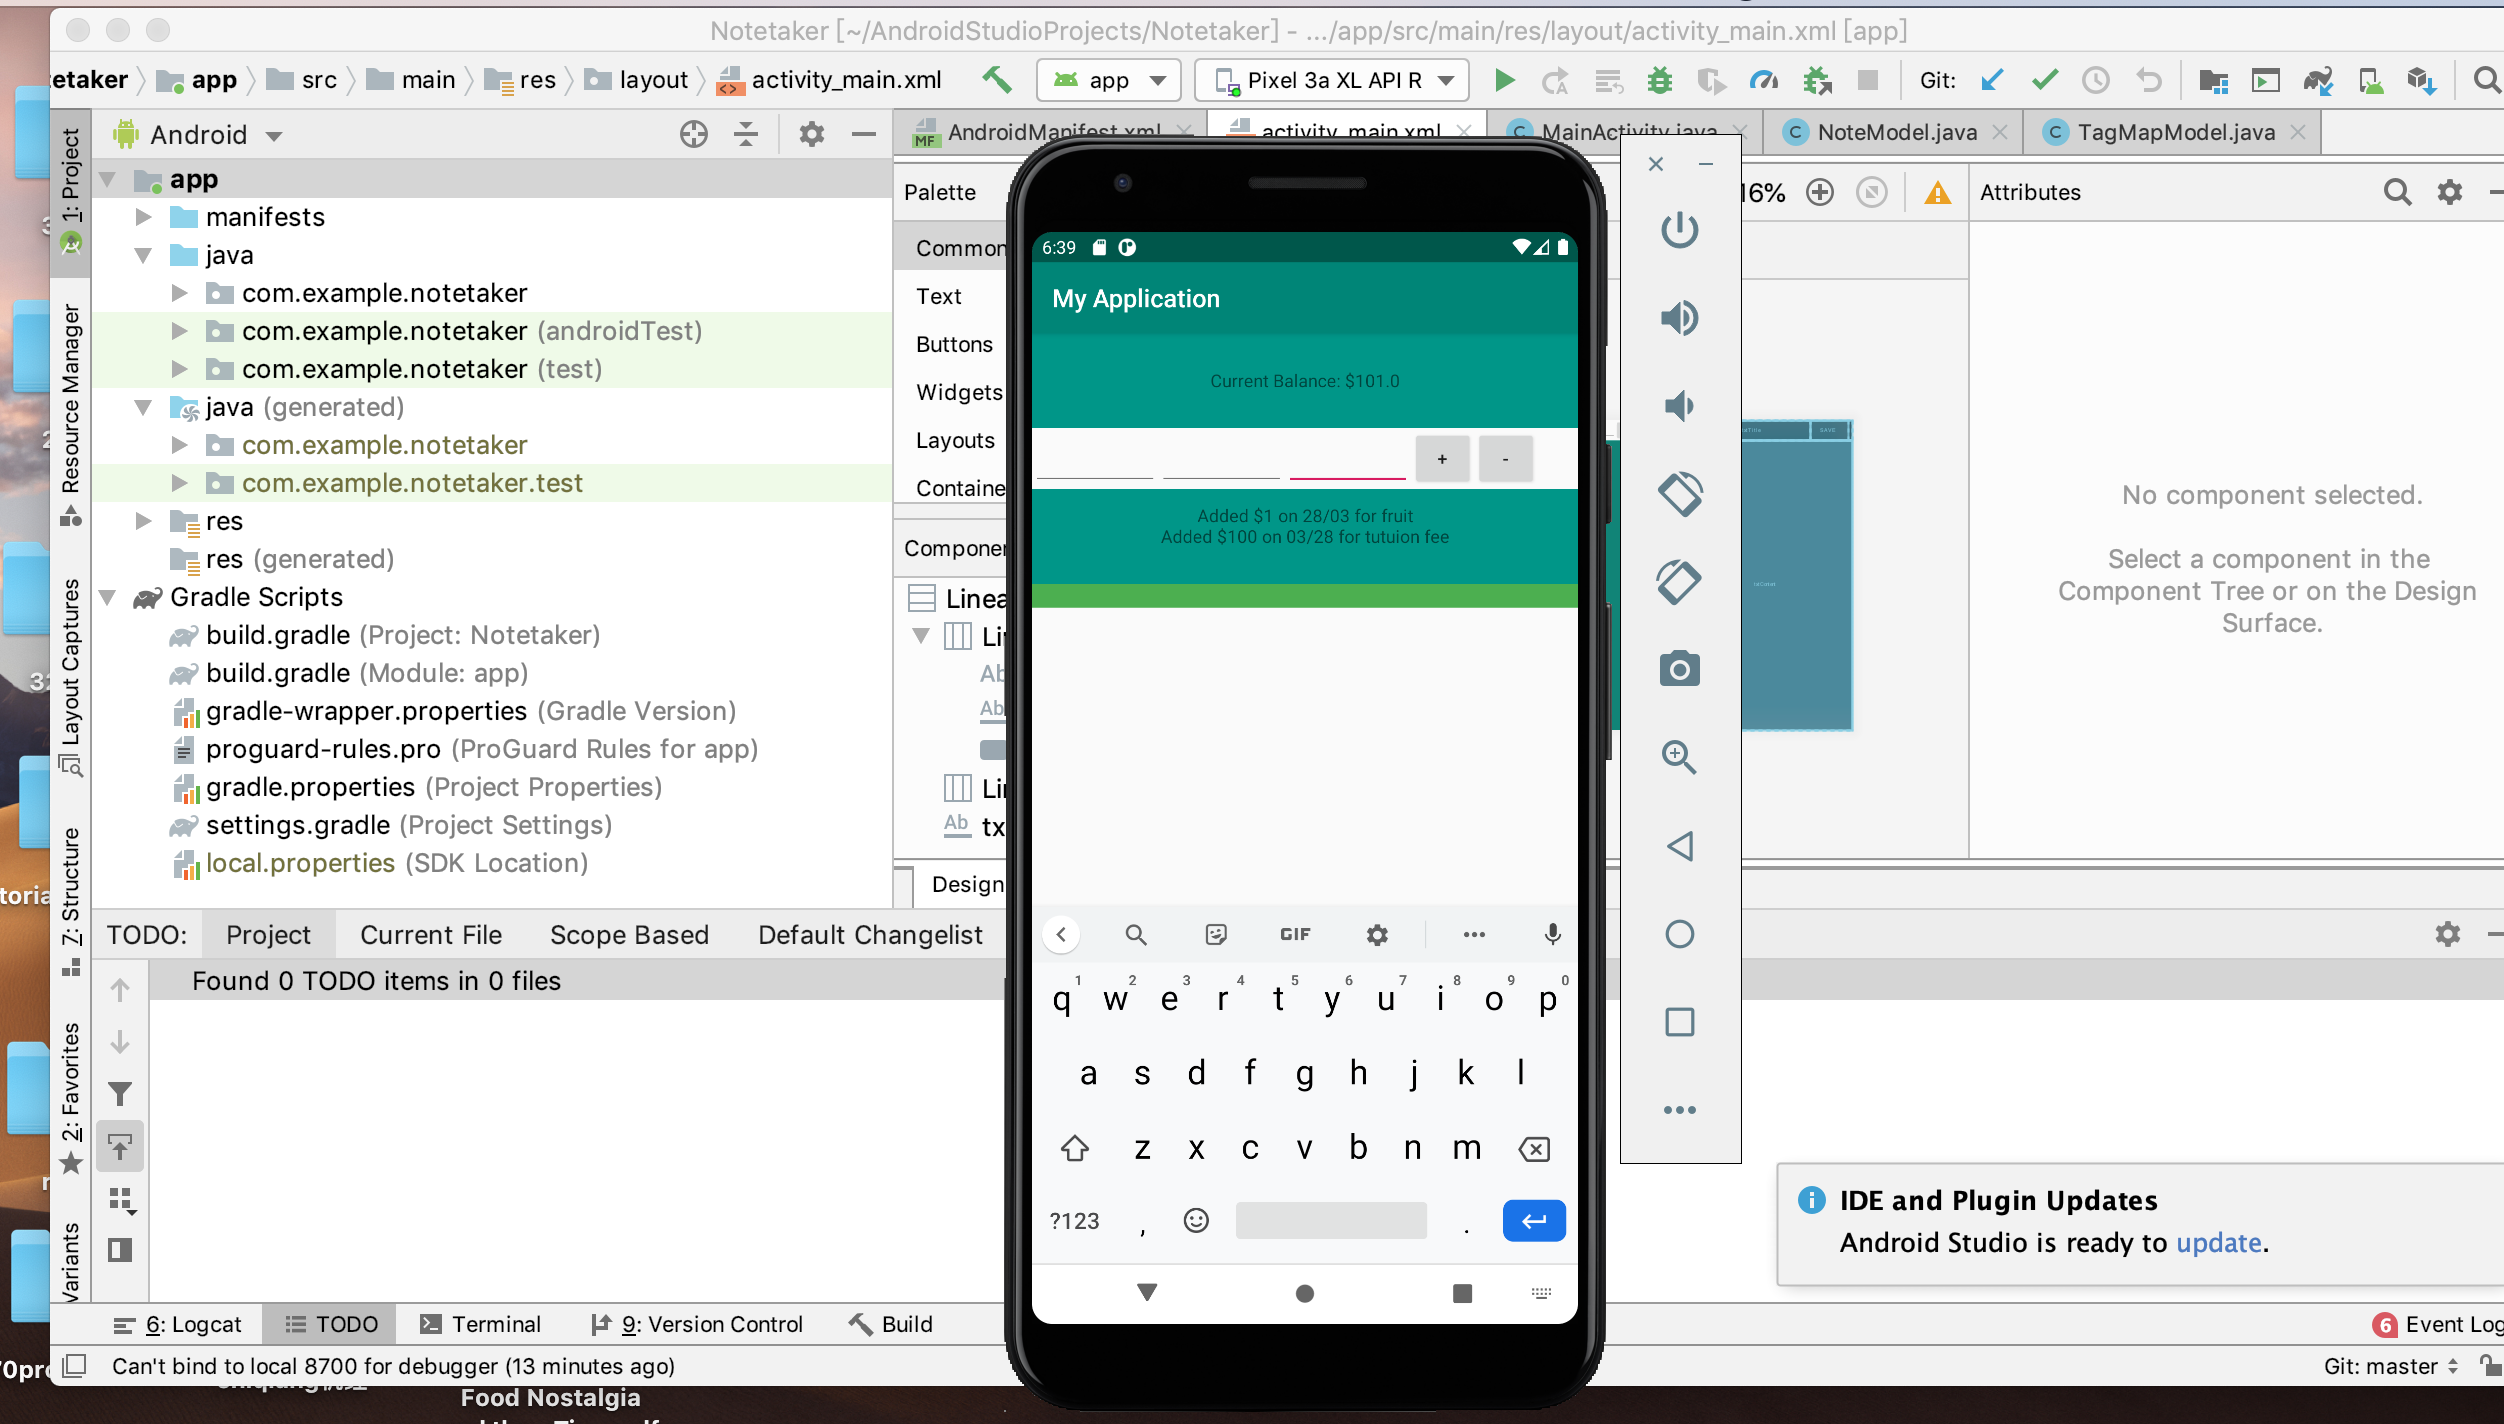 Notetaker [~/AndroidStudioProjects/Notetaker] - .../app/src/main/res/layout/activity_main.xml [app]
etaker app src main res layout activity_main.xml app Pixel 3a XL API R Git:
1: Project
Resource Manager
Layout Captures
7: Structure
2: Favorites
Variants
Android
AndroidManifest.xml activity_main.xml MainActivity.java NoteModel.java TagMapModel.java
app
manifests
java
com.example.notetaker
com.example.notetaker (androidTest)
com.example.notetaker (test)
java (generated)
com.example.notetaker
com.example.notetaker.test
res
res (generated)
Gradle Scripts
build.gradle (Project: Notetaker)
build.gradle (Module: app)
gradle-wrapper.properties (Gradle Version)
proguard-rules.pro (ProGuard Rules for app)
gradle.properties (Project Properties)
settings.gradle (Project Settings)
local.properties (SDK Location)
Palette
Common
Text
Buttons
Widgets
Layouts
Containe
Componen
Linea
Li
Ab
Ab
Li
Ab tx
Design
16%
Attributes
No component selected.
Select a component in the
Component Tree or on the Design
Surface.
SAVE
6:39
My Application
Current Balance: $101.0
+ -
Added $1 on 28/03 for fruit
Added $100 on 03/28 for tutuion fee
GIF
q w e r t y u i o p
1 2 3 4 5 6 7 8 9 0
a s d f g h j k l
z x c v b n m
?123 , .
TODO: Project Current File Scope Based Default Changelist
Found 0 TODO items in 0 files
IDE and Plugin Updates
Android Studio is ready to update.
6: Logcat TODO Terminal 9: Version Control Build
6 Event Log
Can't bind to local 8700 for debugger (13 minutes ago)
Git: master
toria
70pro
Food Nostalgia